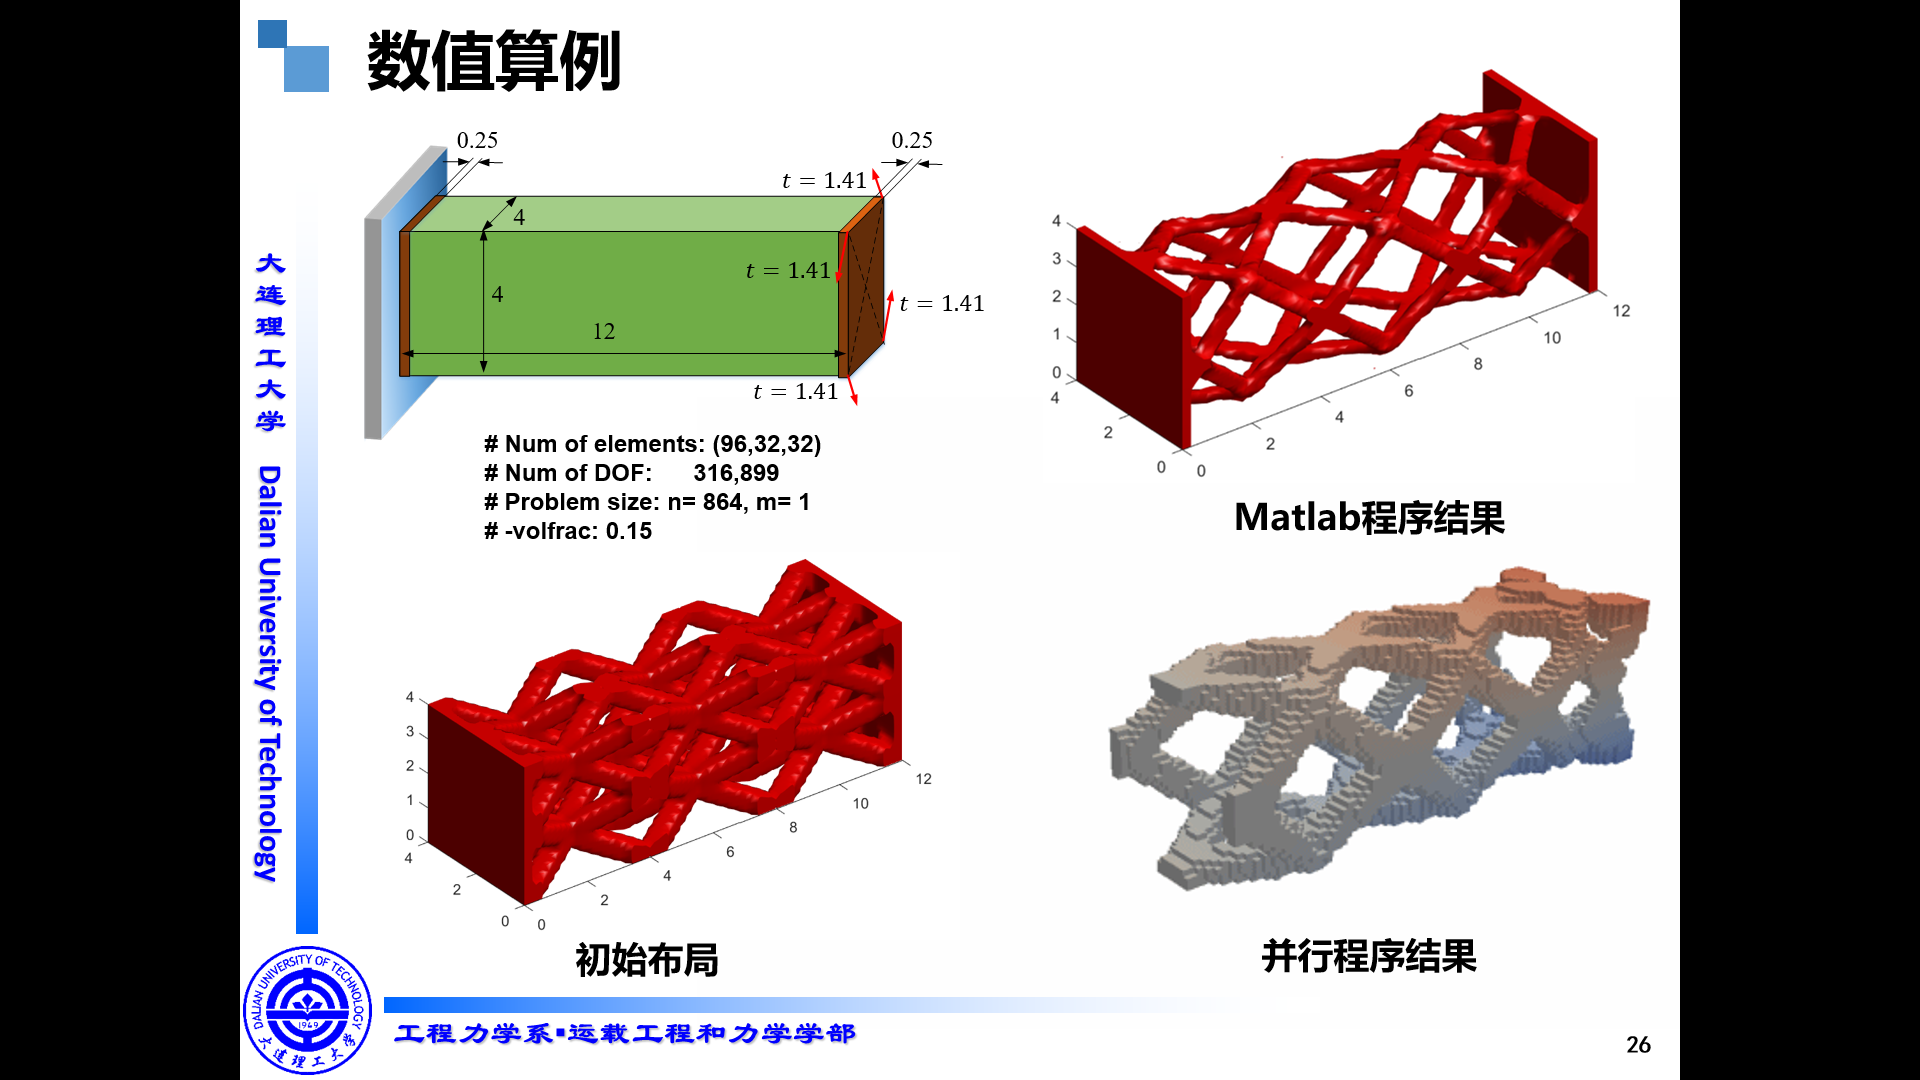 数值算例
0.25
0.25
t = 1.41
4
t = 1.41
4
t = 1.41
12
t = 1.41
# Num of elements: (96,32,32)
# Num of DOF: 316,899
# Problem size: n= 864, m= 1
# -volfrac: 0.15
4
3
2
1
0
4
2
0
0
2
4
6
8
10
12
Matlab程序结果
4
3
2
1
0
4
2
0
0
2
4
6
8
10
12
初始布局
并行程序结果
大连理工大学 Dalian University of Technology
DALIAN UNIVERSITY OF TECHNOLOGY
1949
大连理工大学
工程力学系▪运载工程和力学学部
26